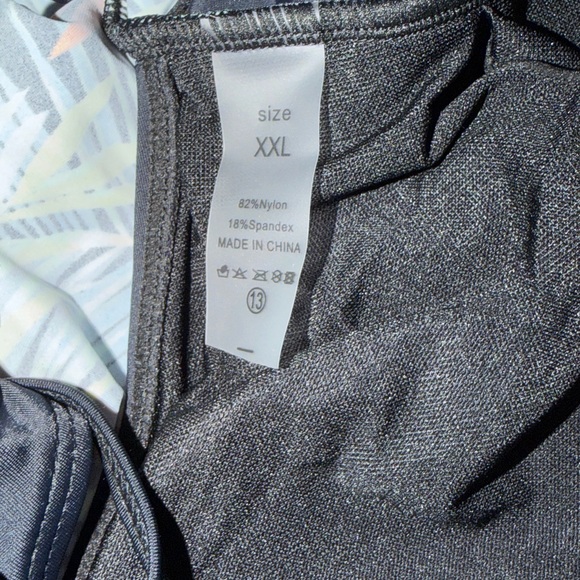 size
XXL
82%Nylon
18%Spandex
MADE IN CHINA
13